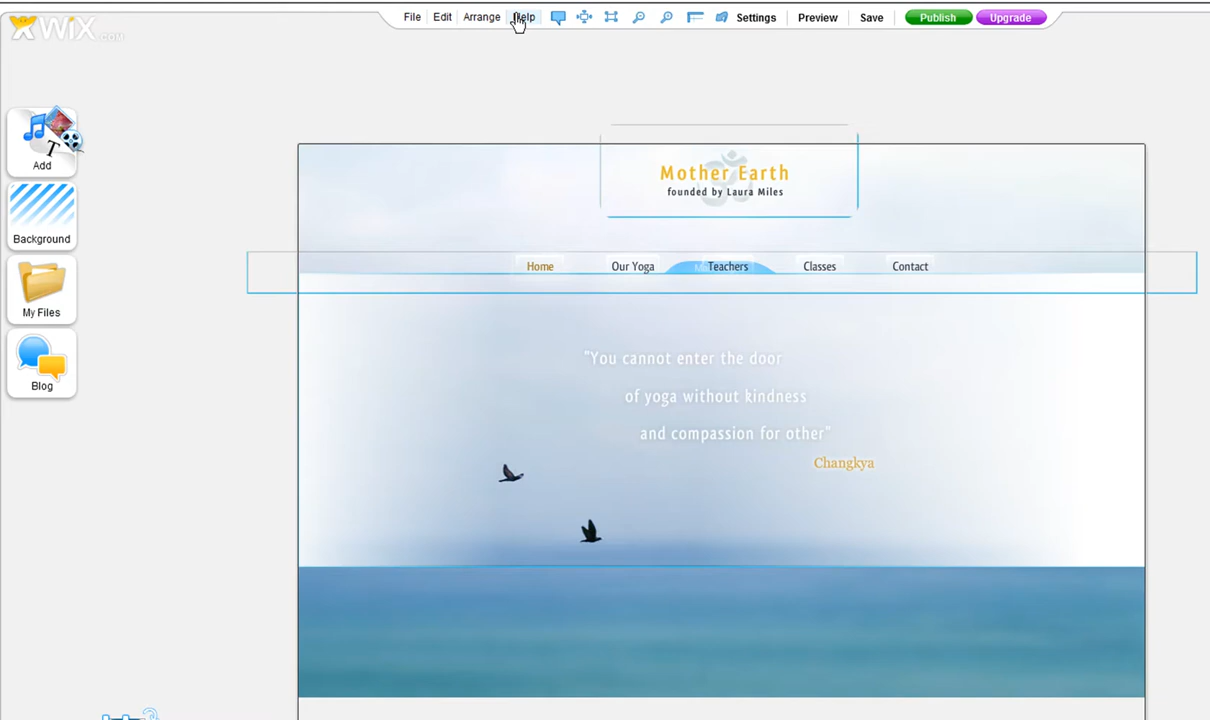 File Edit Arrange Help Settings Preview Save Publish Upgrade
WiX.COM
Add
Background
My Files
Blog
Mother Earth
founded by Laura Miles
Home Our Yoga Teachers Classes Contact
"You cannot enter the door
of yoga without kindness
and compassion for other"
Changkya